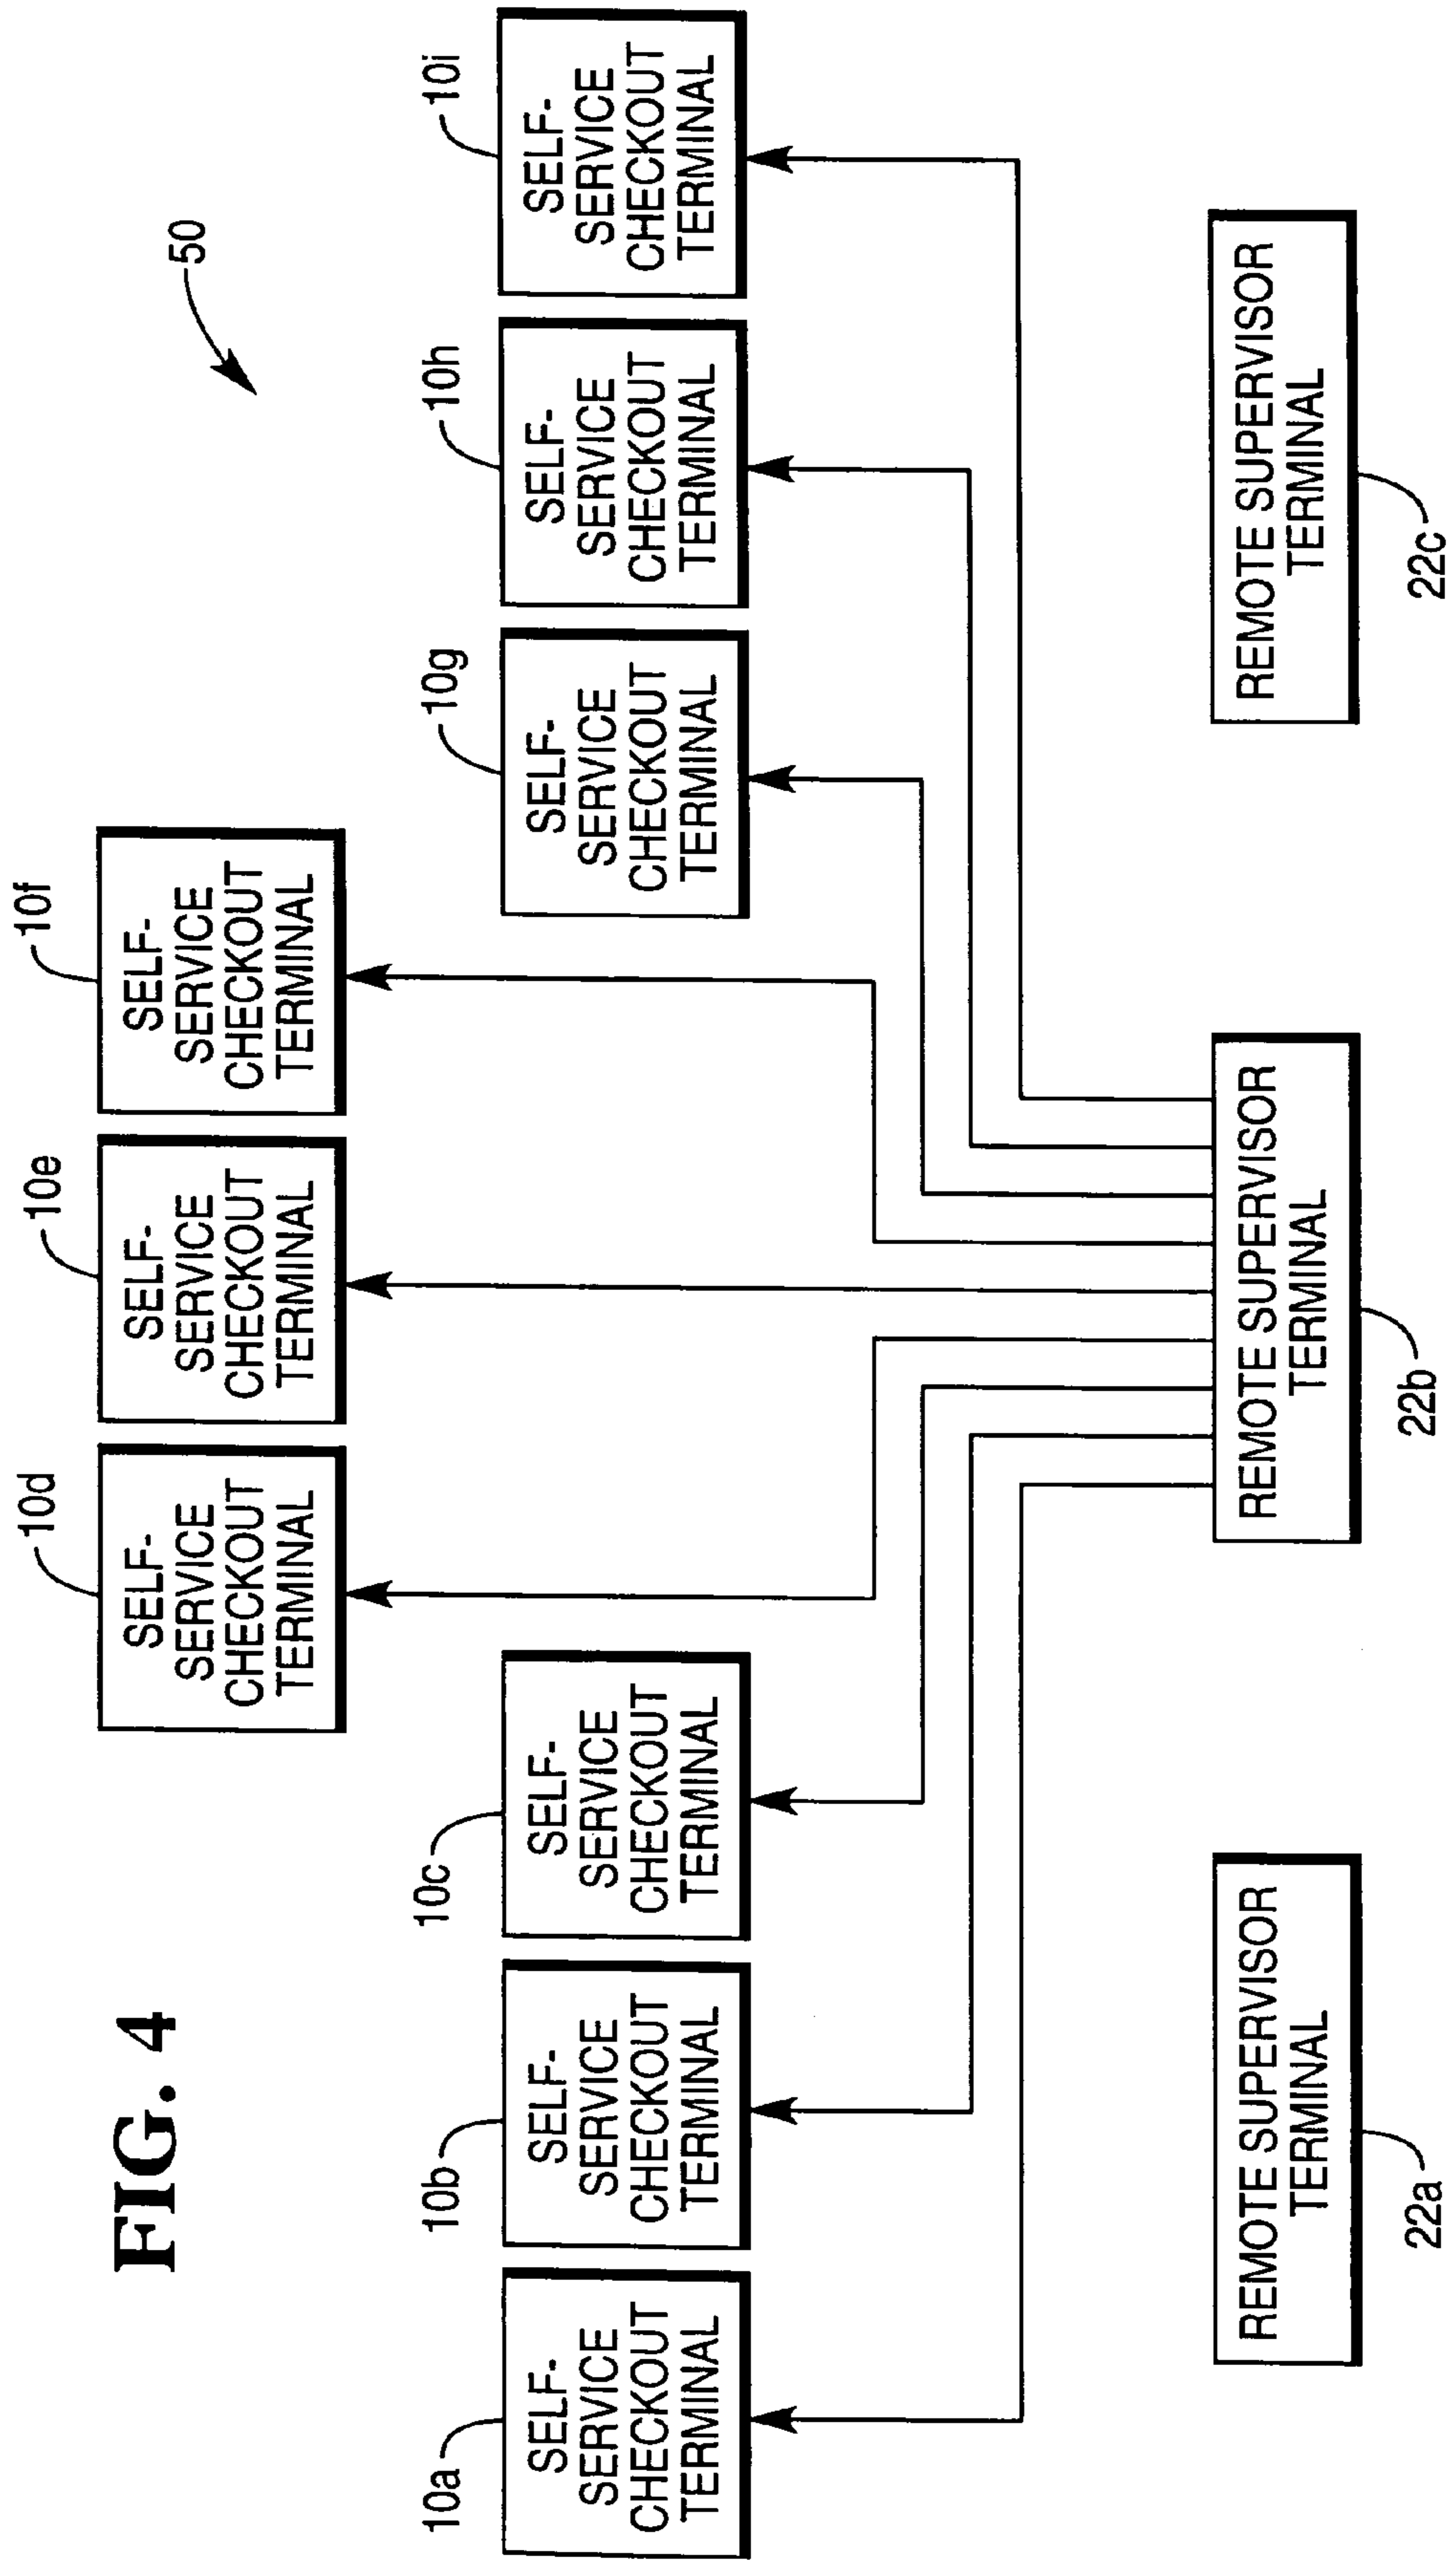 FIG. 4
50
10a
SELF-
SERVICE
CHECKOUT
TERMINAL
10b
SELF-
SERVICE
CHECKOUT
TERMINAL
10c
SELF-
SERVICE
CHECKOUT
TERMINAL
10d
SELF-
SERVICE
CHECKOUT
TERMINAL
10e
SELF-
SERVICE
CHECKOUT
TERMINAL
10f
SELF-
SERVICE
CHECKOUT
TERMINAL
10g
SELF-
SERVICE
CHECKOUT
TERMINAL
10h
SELF-
SERVICE
CHECKOUT
TERMINAL
10i
SELF-
SERVICE
CHECKOUT
TERMINAL
REMOTE SUPERVISOR
TERMINAL
22a
REMOTE SUPERVISOR
TERMINAL
22b
REMOTE SUPERVISOR
TERMINAL
22c